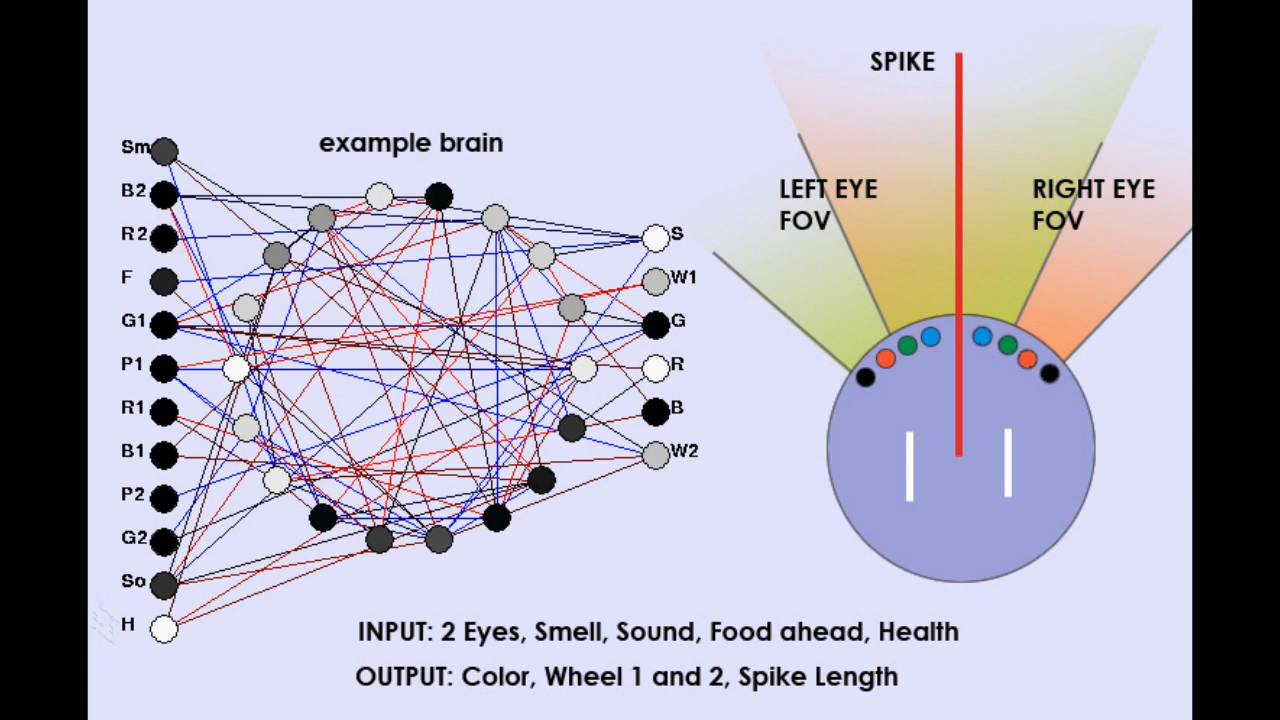 example brain
Sm
B2
R2
F
G1
P1
R1
B1
P2
G2
So
H
S
W1
G
R
B
W2
SPIKE
LEFT EYE
FOV
RIGHT EYE
FOV
INPUT: 2 Eyes, Smell, Sound, Food ahead, Health
OUTPUT: Color, Wheel 1 and 2, Spike Length